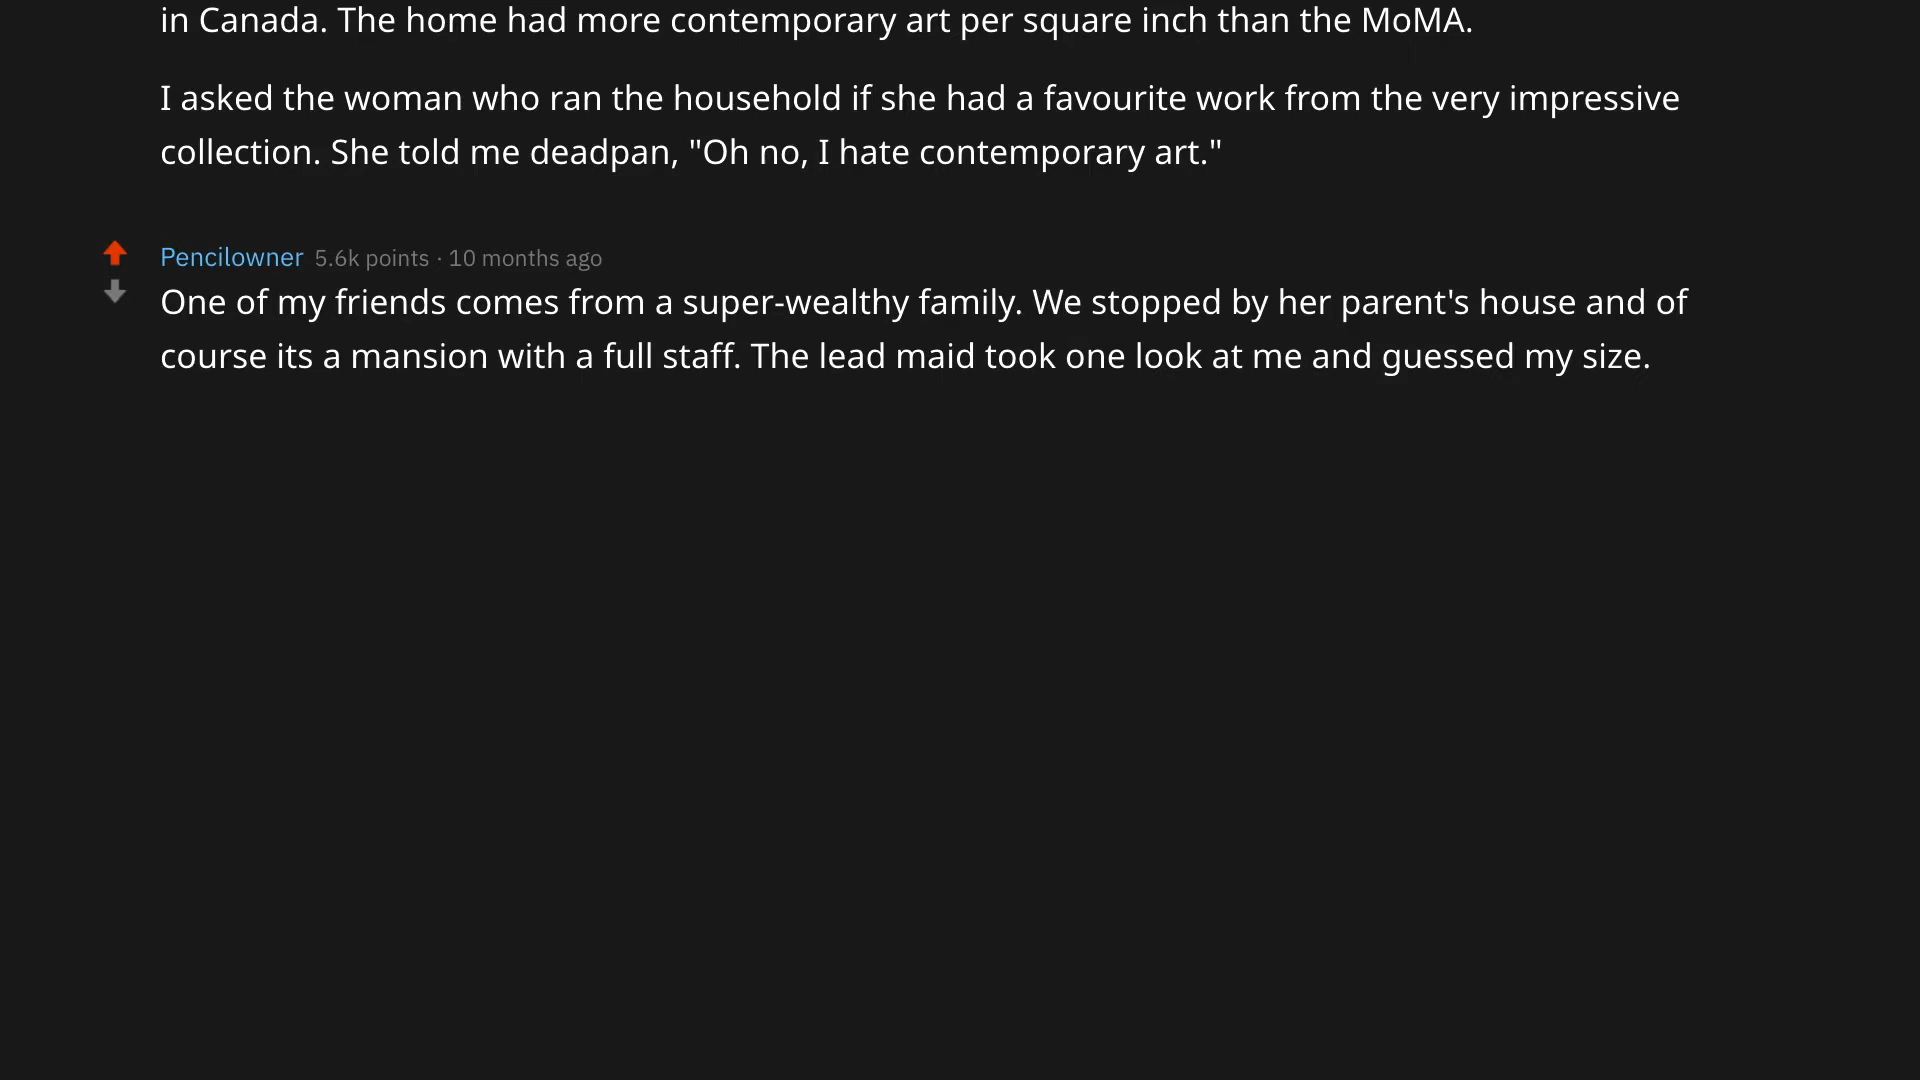 in Canada. The home had more contemporary art per square inch than the MoMA.
I asked the woman who ran the household if she had a favourite work from the very impressive
collection. She told me deadpan, "Oh no, I hate contemporary art."
Pencilowner 5.6k points · 10 months ago
One of my friends comes from a super-wealthy family. We stopped by her parent's house and of
course its a mansion with a full staff. The lead maid took one look at me and guessed my size.